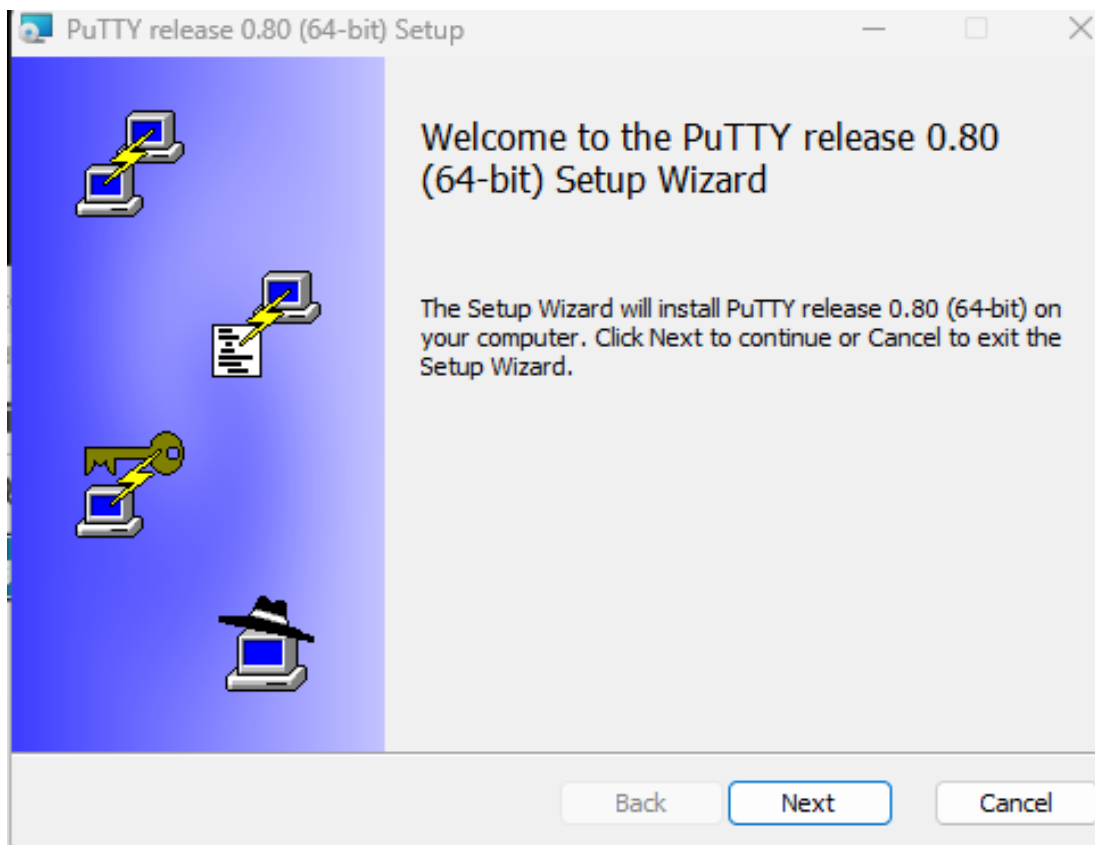 PuTTY release 0.80 (64-bit) Setup
Welcome to the PuTTY release 0.80
(64-bit) Setup Wizard
The Setup Wizard will install PuTTY release 0.80 (64-bit) on
your computer. Click Next to continue or Cancel to exit the
Setup Wizard.
Back Next Cancel